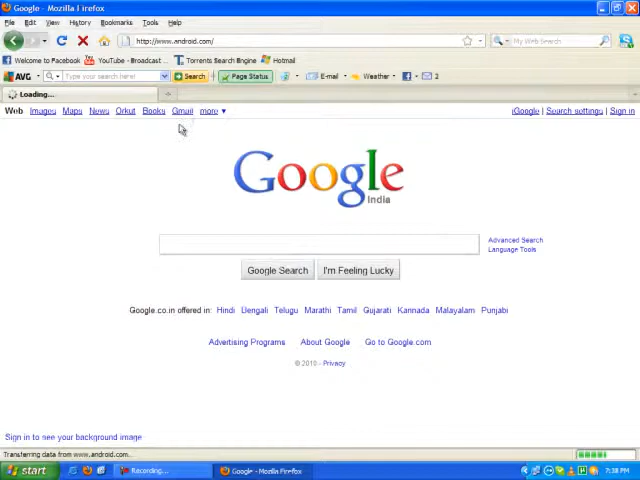 Google - Mozilla Firefox
File Edit View History Bookmarks Tools Help
http://www.android.com/ My Web Search
Welcome to Facebook YouTube - Broadcast ... Torrents Search Engine Hotmail
AVG Type your search here! Search Page Status E-mail Weather 2
Loading...
Web Images Maps News Orkut Books Gmail more ▼ iGoogle | Search settings | Sign in
Google
India
Advanced Search
Language Tools
Google Search I'm Feeling Lucky
Google.co.in offered in: Hindi Bengali Telugu Marathi Tamil Gujarati Kannada Malayalam Punjabi
Advertising Programs About Google Go to Google.com
© 2010 - Privacy
Sign in to see your background image
Transferring data from www.android.com...
start Recording... Google - Mozilla Firefox 7:38 PM